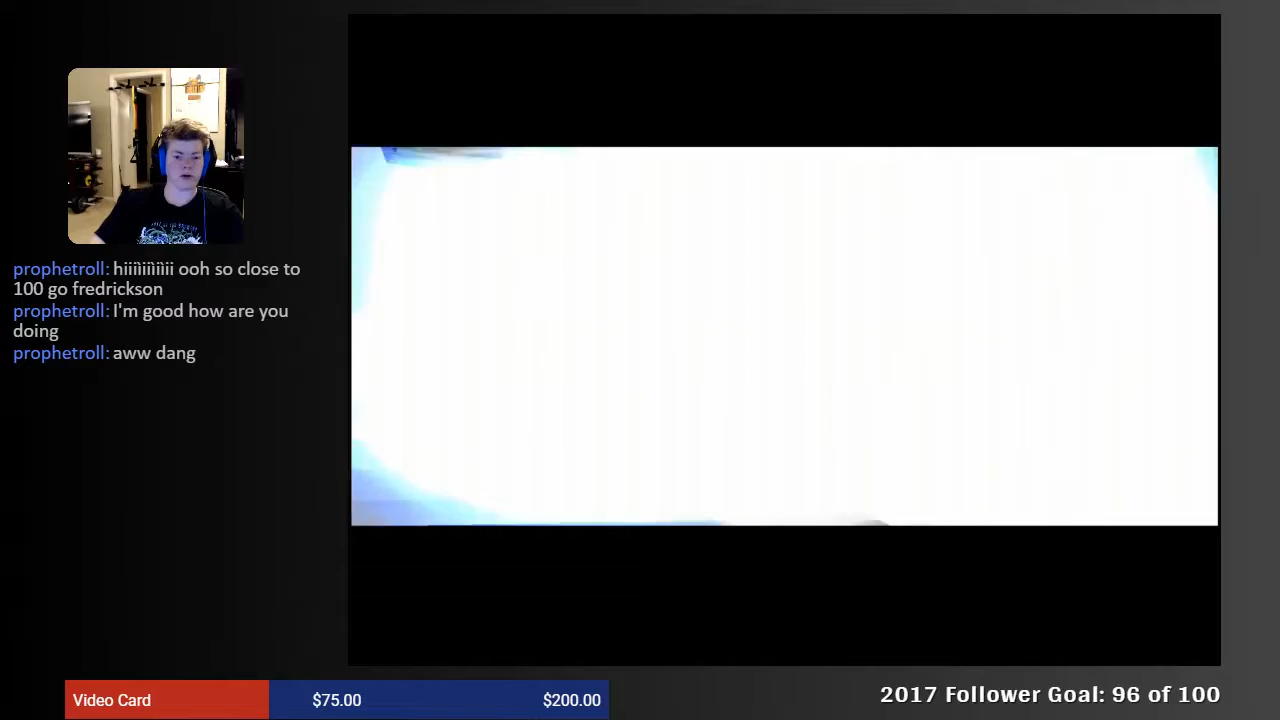 prophetroll: hiiiìiìiìiii ooh so close to
100 go fredrickson
prophetroll: I'm good how are you
doing
prophetroll: aww dang
Video Card $75.00 $200.00
2017 Follower Goal: 96 of 100